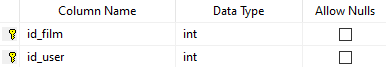 Column Name Data Type Allow Nulls
id_film int
id_user int